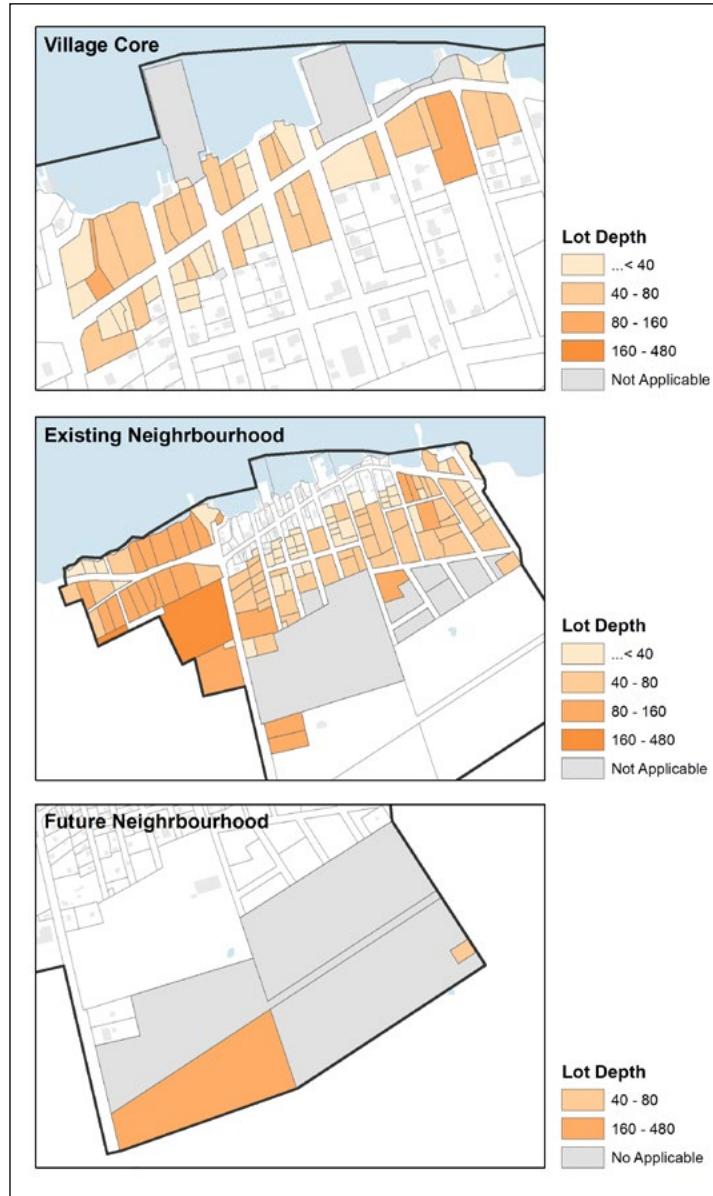 Village Core
Lot Depth
...< 40
40 - 80
80 - 160
160 - 480
Not Applicable
Existing Neighrbourhood
Lot Depth
...< 40
40 - 80
80 - 160
160 - 480
Not Applicable
Future Neighrbourhood
Lot Depth
40 - 80
160 - 480
No Applicable